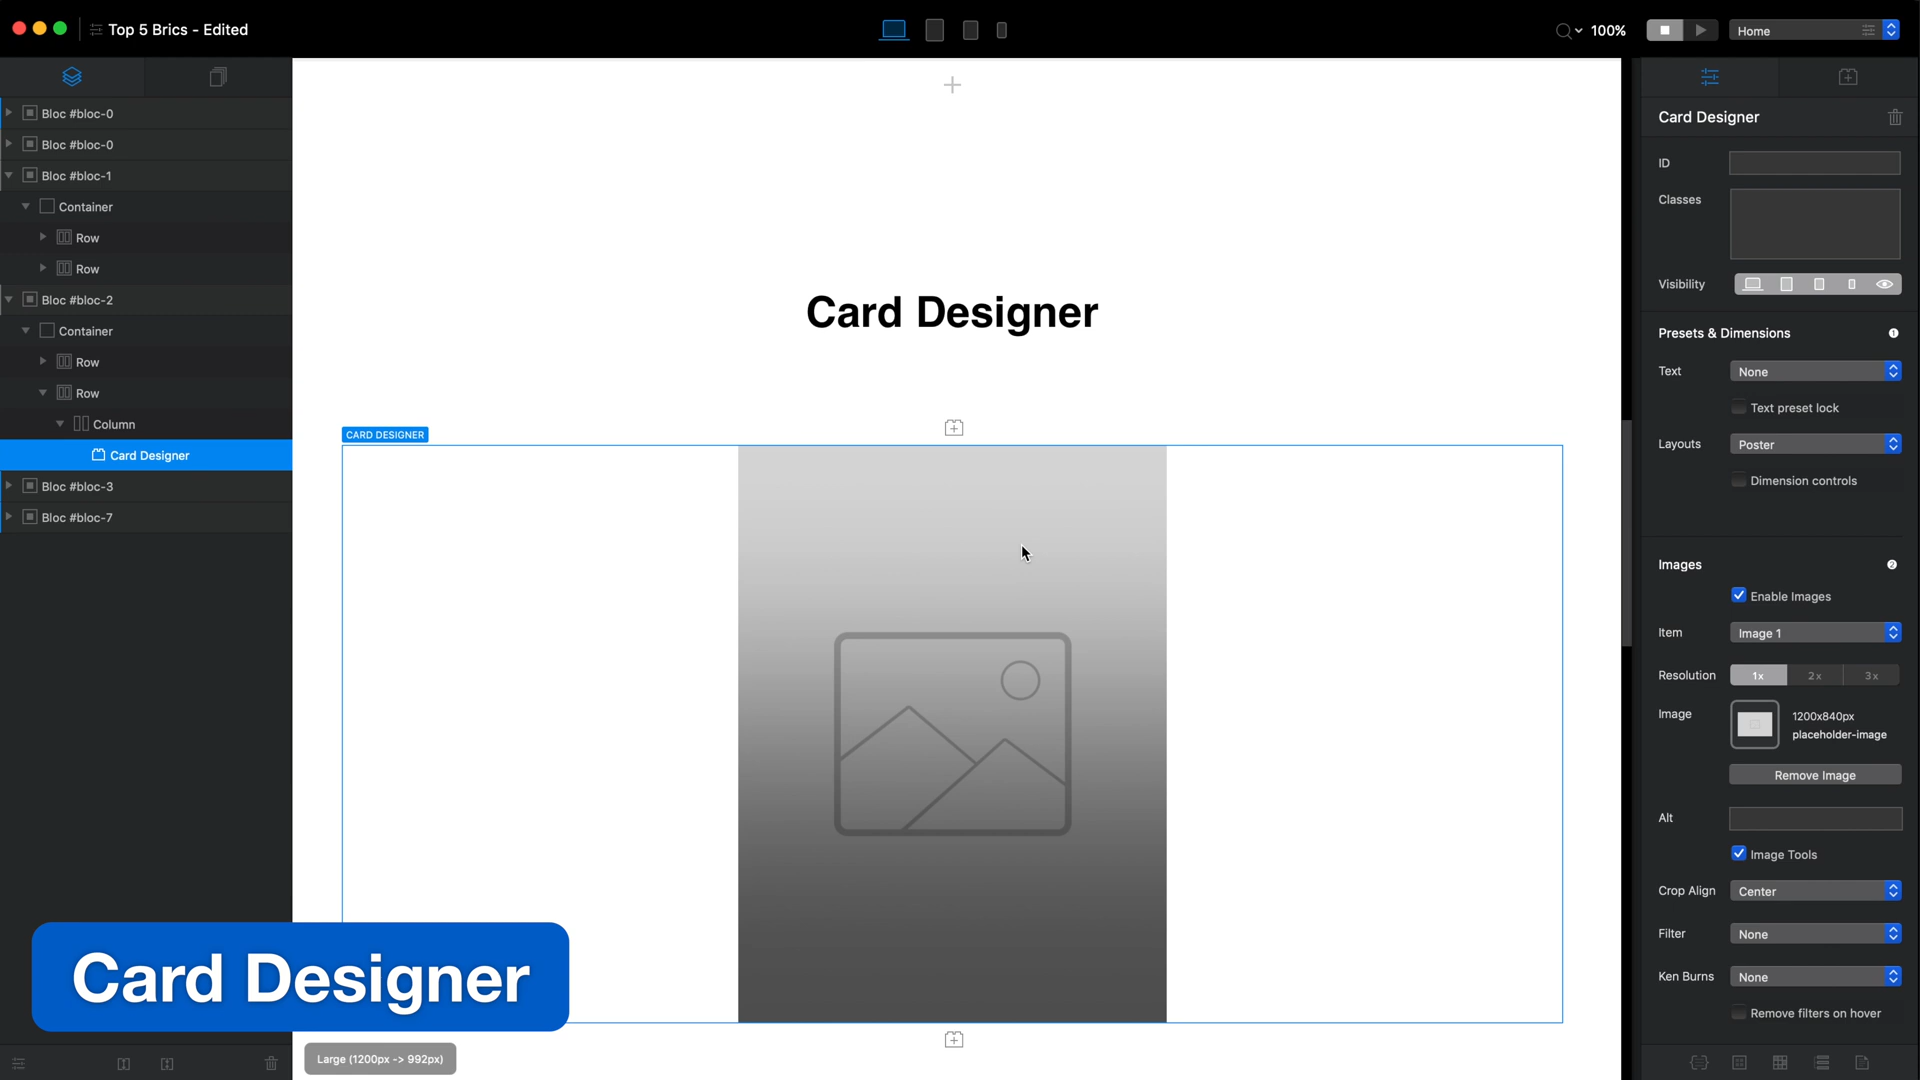 Top 5 Brics - Edited
100%
Home
Bloc #bloc-0
Bloc #bloc-0
Bloc #bloc-1
Container
Row
Row
Bloc #bloc-2
Container
Row
Row
Column
Card Designer
Bloc #bloc-3
Bloc #bloc-7
Card Designer
CARD DESIGNER
Card Designer
Large (1200px -> 992px)
Card Designer
ID
Classes
Visibility
Presets & Dimensions 1
Text None
Text preset lock
Layouts Poster
Dimension controls
Images 2
Enable Images
Item Image 1
Resolution 1x 2x 3x
Image 1200x840px
placeholder-image
Remove Image
Alt
Image Tools
Crop Align Center
Filter None
Ken Burns None
Remove filters on hover